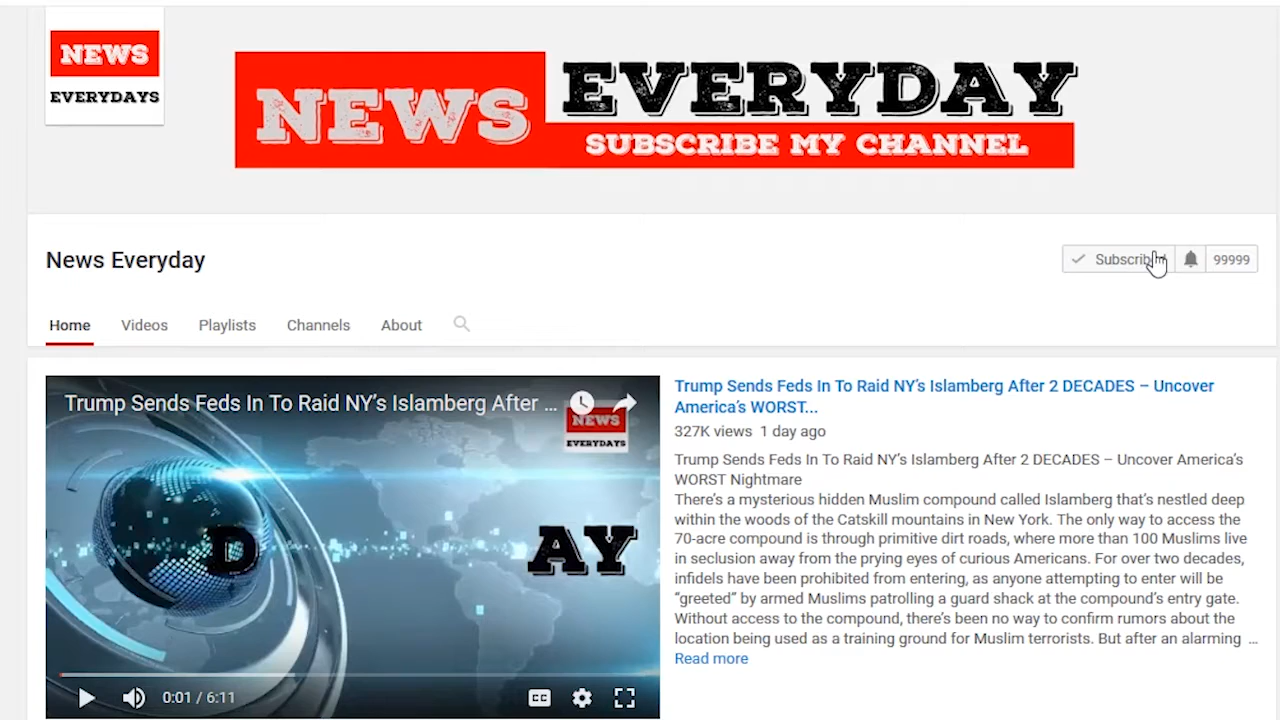 NEWS
EVERYDAYS
NEWS
EVERYDAY
SUBSCRIBE MY CHANNEL
News Everyday
99999
Home Videos Playlists Channels About
Trump Sends Feds In To Raid NY’s Islamberg After ...
NEWS
EVERYDAYS
D AY
0:01 / 6:11
CC
Trump Sends Feds In To Raid NY’s Islamberg After 2 DECADES – Uncover
America’s WORST...
327K views 1 day ago
Trump Sends Feds In To Raid NY’s Islamberg After 2 DECADES – Uncover America’s
WORST Nightmare
There’s a mysterious hidden Muslim compound called Islamberg that’s nestled deep
within the woods of the Catskill mountains in New York. The only way to access the
70-acre compound is through primitive dirt roads, where more than 100 Muslims live
in seclusion away from the prying eyes of curious Americans. For over two decades,
infidels have been prohibited from entering, as anyone attempting to enter will be
“greeted” by armed Muslims patrolling a guard shack at the compound’s entry gate.
Without access to the compound, there’s been no way to confirm rumors about the
location being used as a training ground for Muslim terrorists. But after an alarming ...
Read more